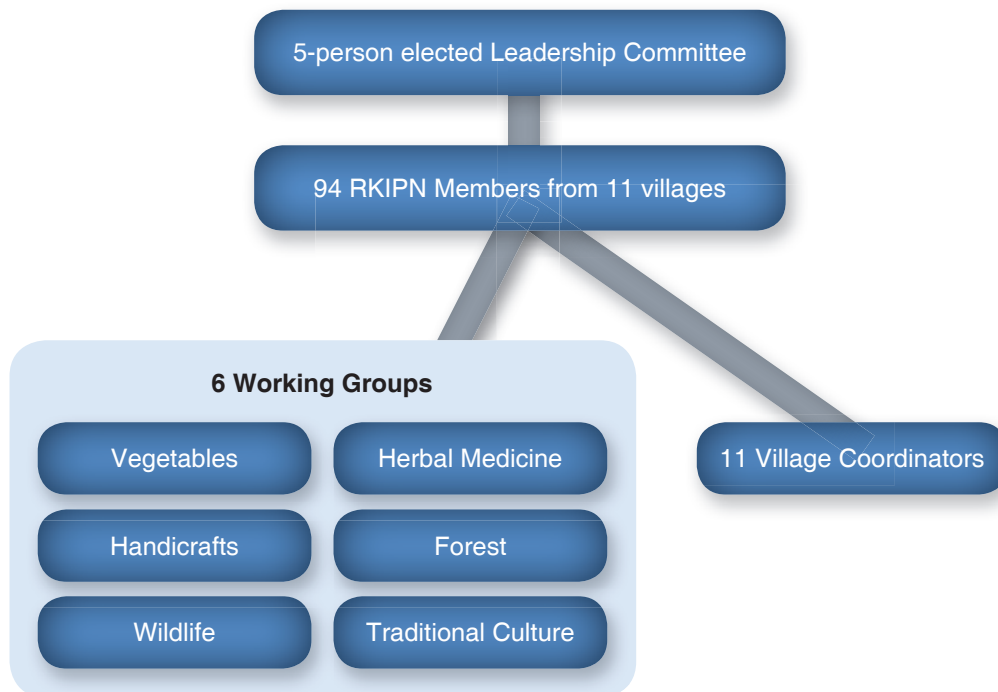 5-person elected Leadership Committee
94 RKIPN Members from 11 villages
6 Working Groups
Vegetables
Herbal Medicine
Handicrafts
Forest
Wildlife
Traditional Culture
11 Village Coordinators